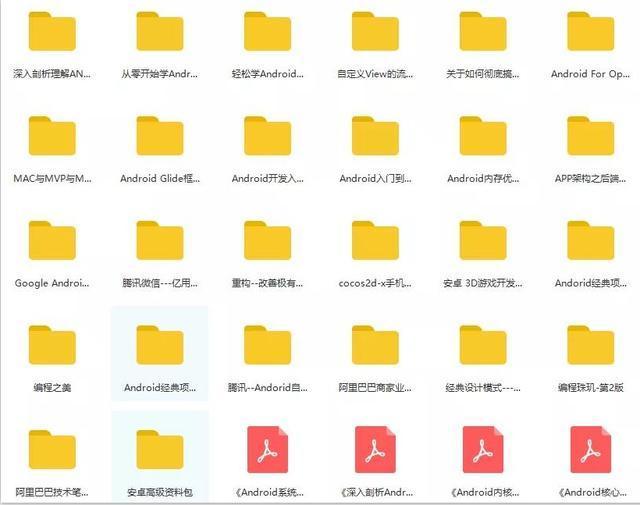 深入剖析理解AN...
从零开始学Andr...
轻松学Android...
自定义View的流...
关于如何彻底搞...
Android For Op...
MAC与MVP与M...
Android Glide框...
Android开发入...
Android入门到...
Android内存优...
APP架构之后端...
Google Androi...
腾讯微信---亿用...
重构--改善极有...
cocos2d-x手机...
安卓 3D游戏开发...
Andorid经典项...
编程之美
Android经典项...
腾讯--Andorid自...
阿里巴巴商家业...
经典设计模式---...
编程珠玑-第2版
阿里巴巴技术笔...
安卓高级资料包
《Android系统...
《深入剖析Andr...
《Android内核...
《Android核心...